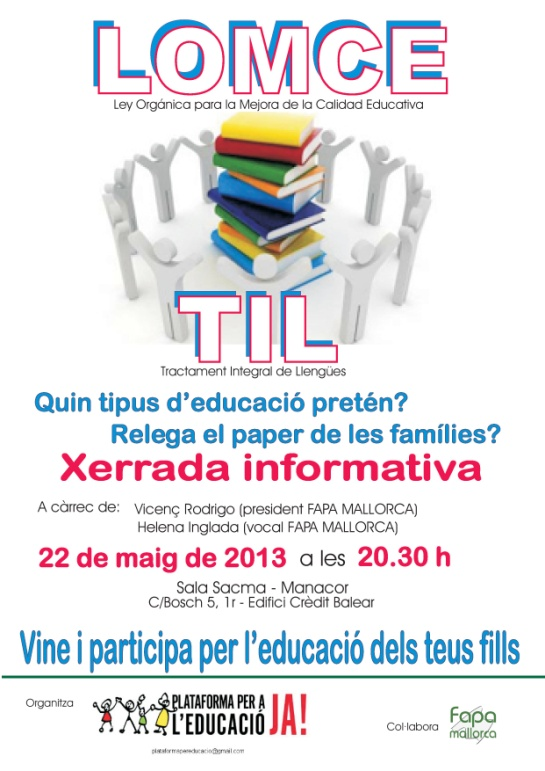 LOMCE
Ley Orgánica para la Mejora de la Calidad Educativa
TIL
Tractament Integral de Llengües
Quin tipus d'educació pretén?
Relega el paper de les famílies?
Xerrada informativa
A càrrec de: Vicenç Rodrigo (president FAPA MALLORCA)
Helena Inglada (vocal FAPA MALLORCA)
22 de maig de 2013 a les 20.30 h
Sala Sacma - Manacor
C/Bosch 5, 1r - Edifici Crèdit Balear
Vine i participa per l'educació dels teus fills
Organitza
PLATAFORMA PER A
L'EDUCACIÓ JA!
Col·labora
Fapa
mallorca
plataformapereducacio@gmail.com